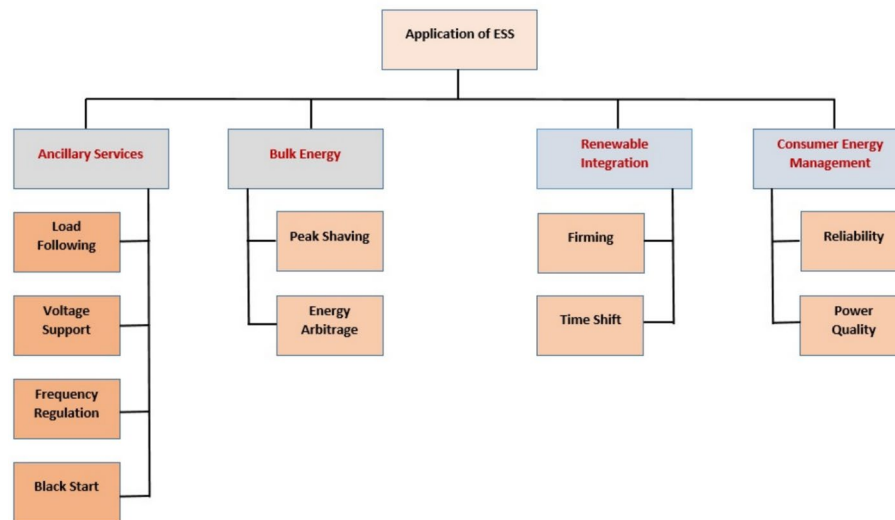 Application of ESS
Ancillary Services
Bulk Energy
Renewable
Integration
Consumer Energy
Management
Load
Following
Voltage
Support
Frequency
Regulation
Black Start
Peak Shaving
Energy
Arbitrage
Firming
Time Shift
Reliability
Power
Quality